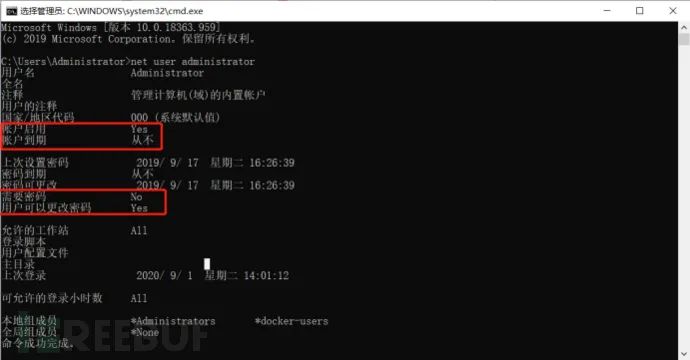 选择管理员: C:\WINDOWS\system32\cmd.exe
Microsoft Windows [版本 10.0.18363.959]
(c) 2019 Microsoft Corporation。保留所有权利。
C:\Users\Administrator>net user administrator
用户名 Administrator
全名
注释 管理计算机(域)的内置帐户
用户的注释
国家/地区代码 000 (系统默认值)
帐户启用 Yes
帐户到期 从不
上次设置密码 2019/ 9/ 17 星期二 16:26:39
密码到期 从不
密码可更改 2019/ 9/ 17 星期二 16:26:39
需要密码 No
用户可以更改密码 Yes
允许的工作站 All
登录脚本
用户配置文件
主目录
上次登录 2020/ 9/ 1 星期二 14:01:12
可允许的登录小时数 All
本地组成员 *Administrators *docker-users
全局组成员 *None
命令成功完成。
FREEBUF